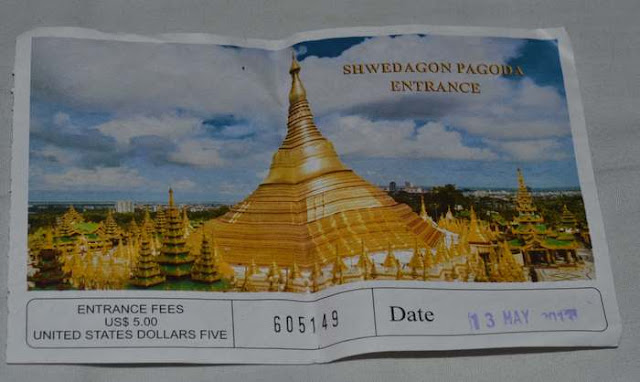 SHWEDAGON PAGODA
ENTRANCE
ENTRANCE FEES
US$ 5.00
UNITED STATES DOLLARS FIVE
605149
Date
13 MAY